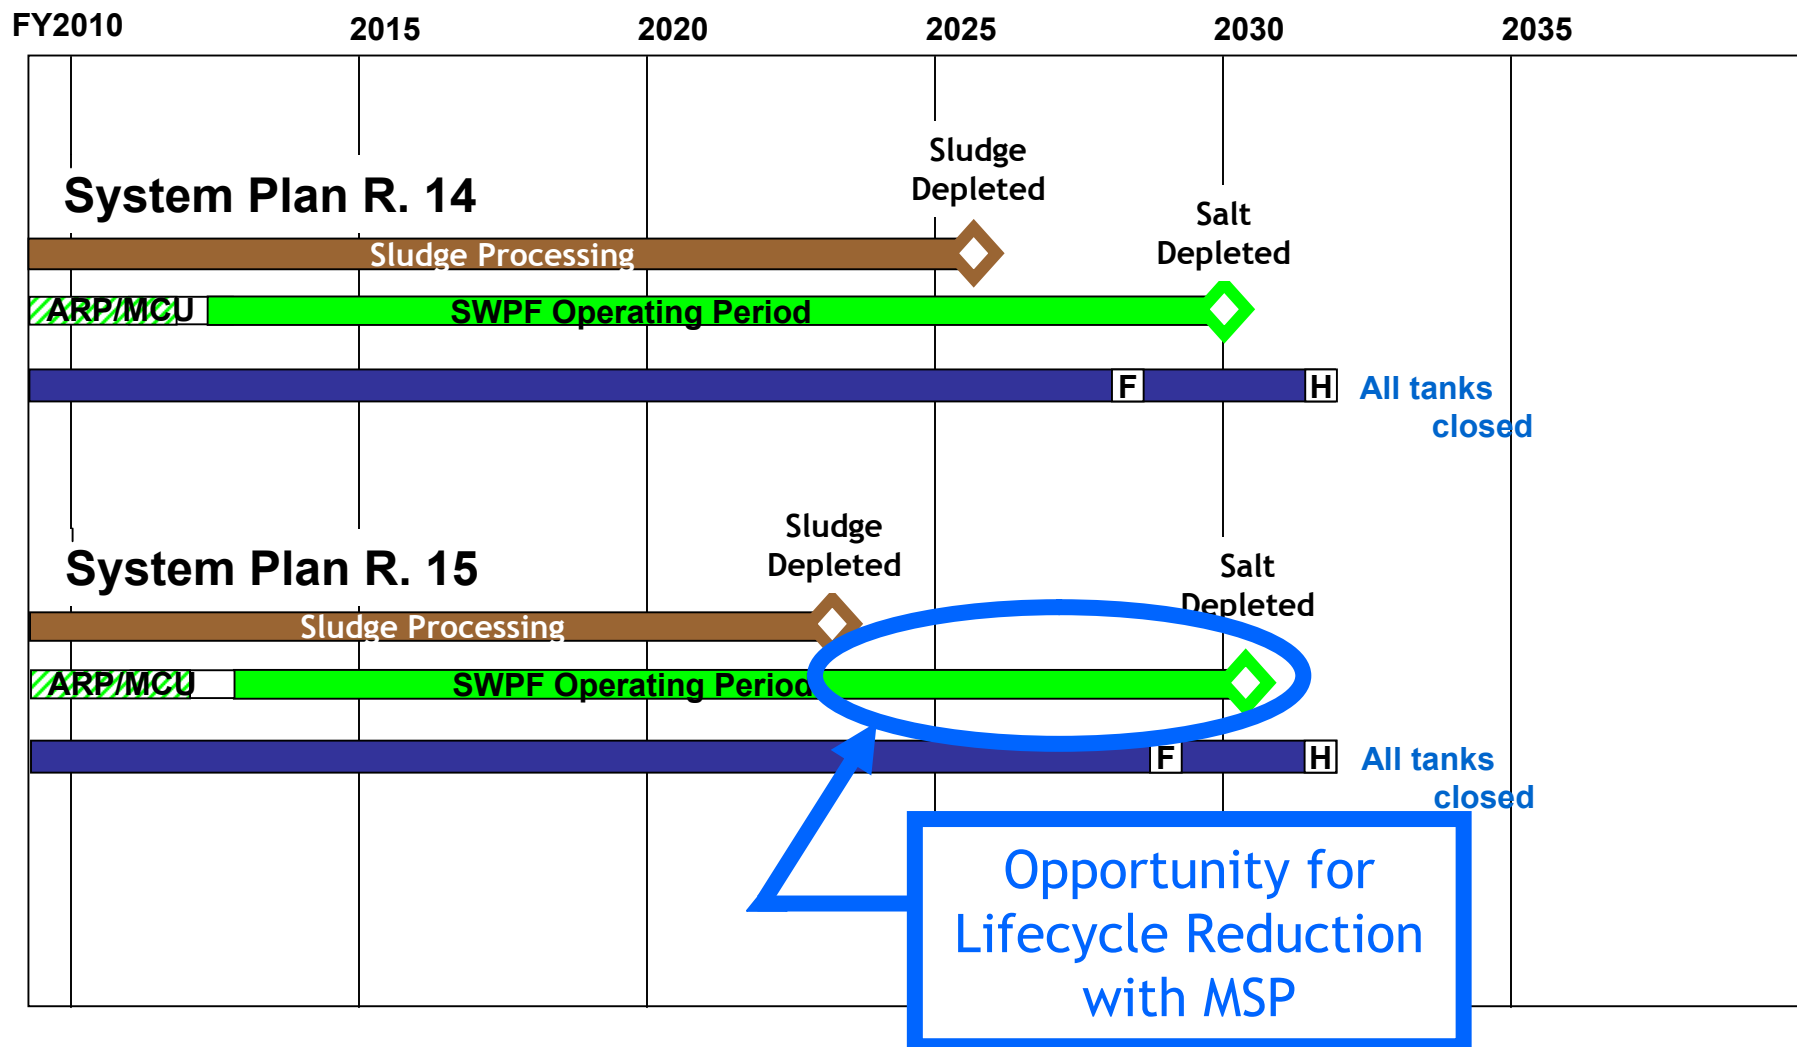 FY2010 2015 2020 2025 2030 2035
Sludge
Depleted
System Plan R. 14
Salt
Depleted
Sludge Processing
ARP/MCU SWPF Operating Period
F H All tanks
closed
Sludge
Depleted
System Plan R. 15
Salt
Depleted
Sludge Processing
ARP/MCU SWPF Operating Period
F H All tanks
closed
Opportunity for
Lifecycle Reduction
with MSP